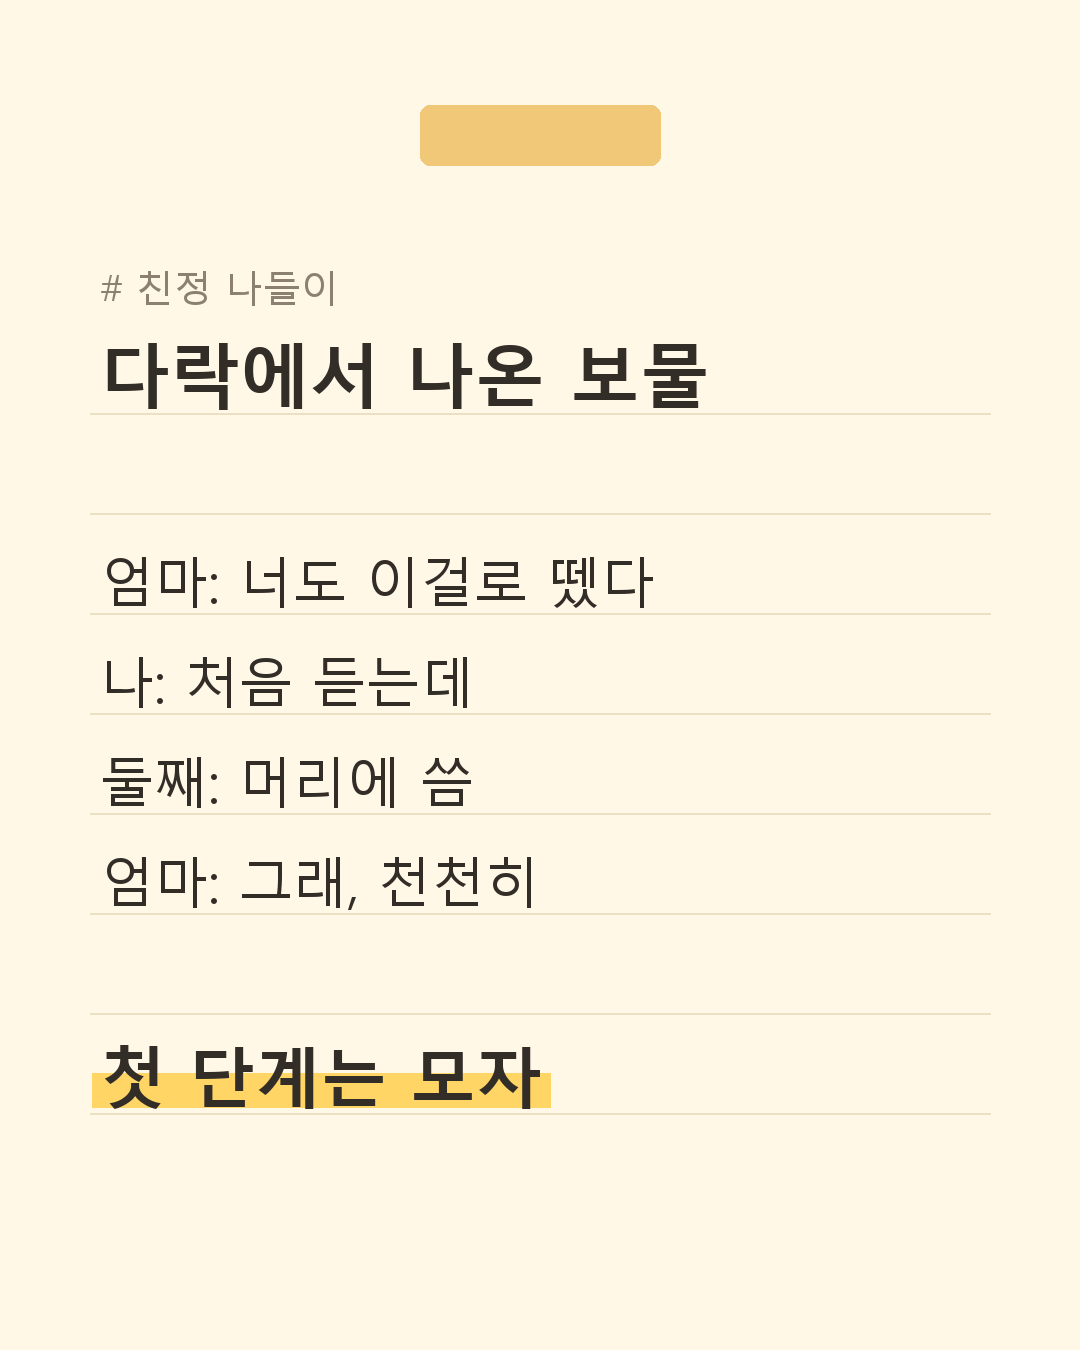 # 친정 나들이
다락에서 나온 보물
엄마: 너도 이걸로 뗐다
나: 처음 듣는데
둘째: 머리에 씀
엄마: 그래, 천천히
첫 단계는 모자